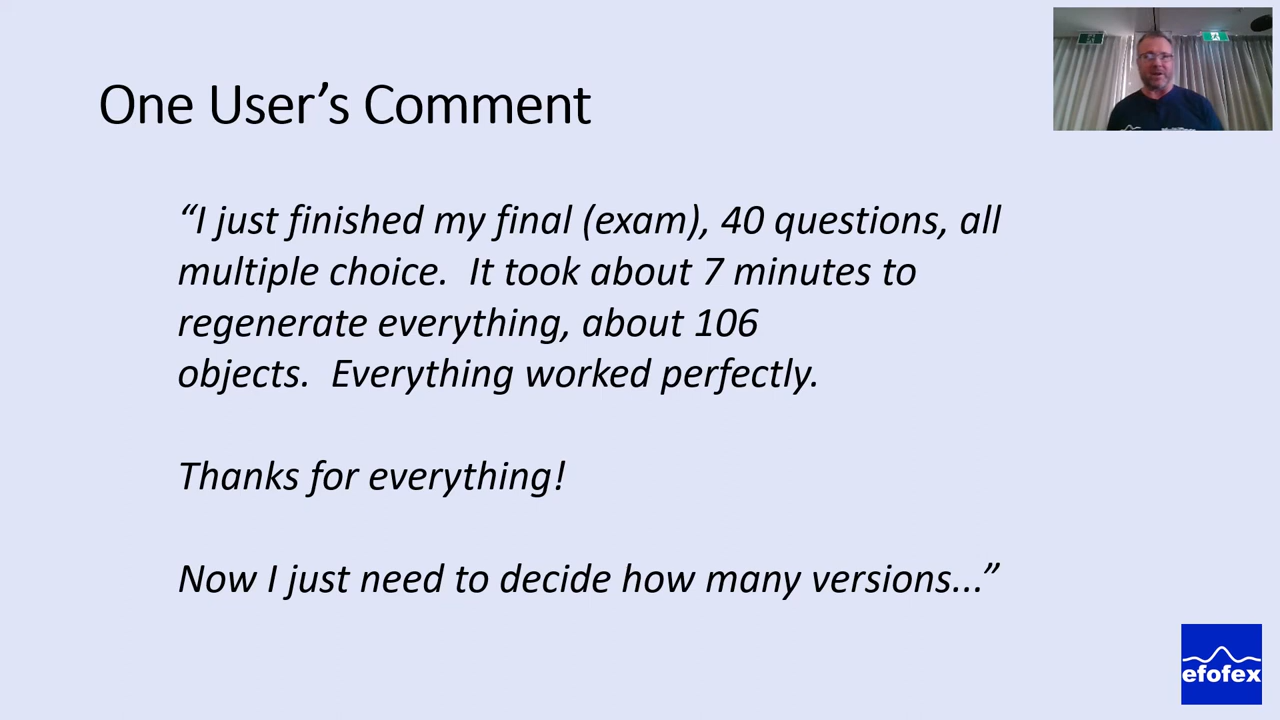 One User’s Comment
“I just finished my final (exam), 40 questions, all
multiple choice.  It took about 7 minutes to
regenerate everything, about 106
objects.  Everything worked perfectly.
Thanks for everything!
Now I just need to decide how many versions...”
efofex